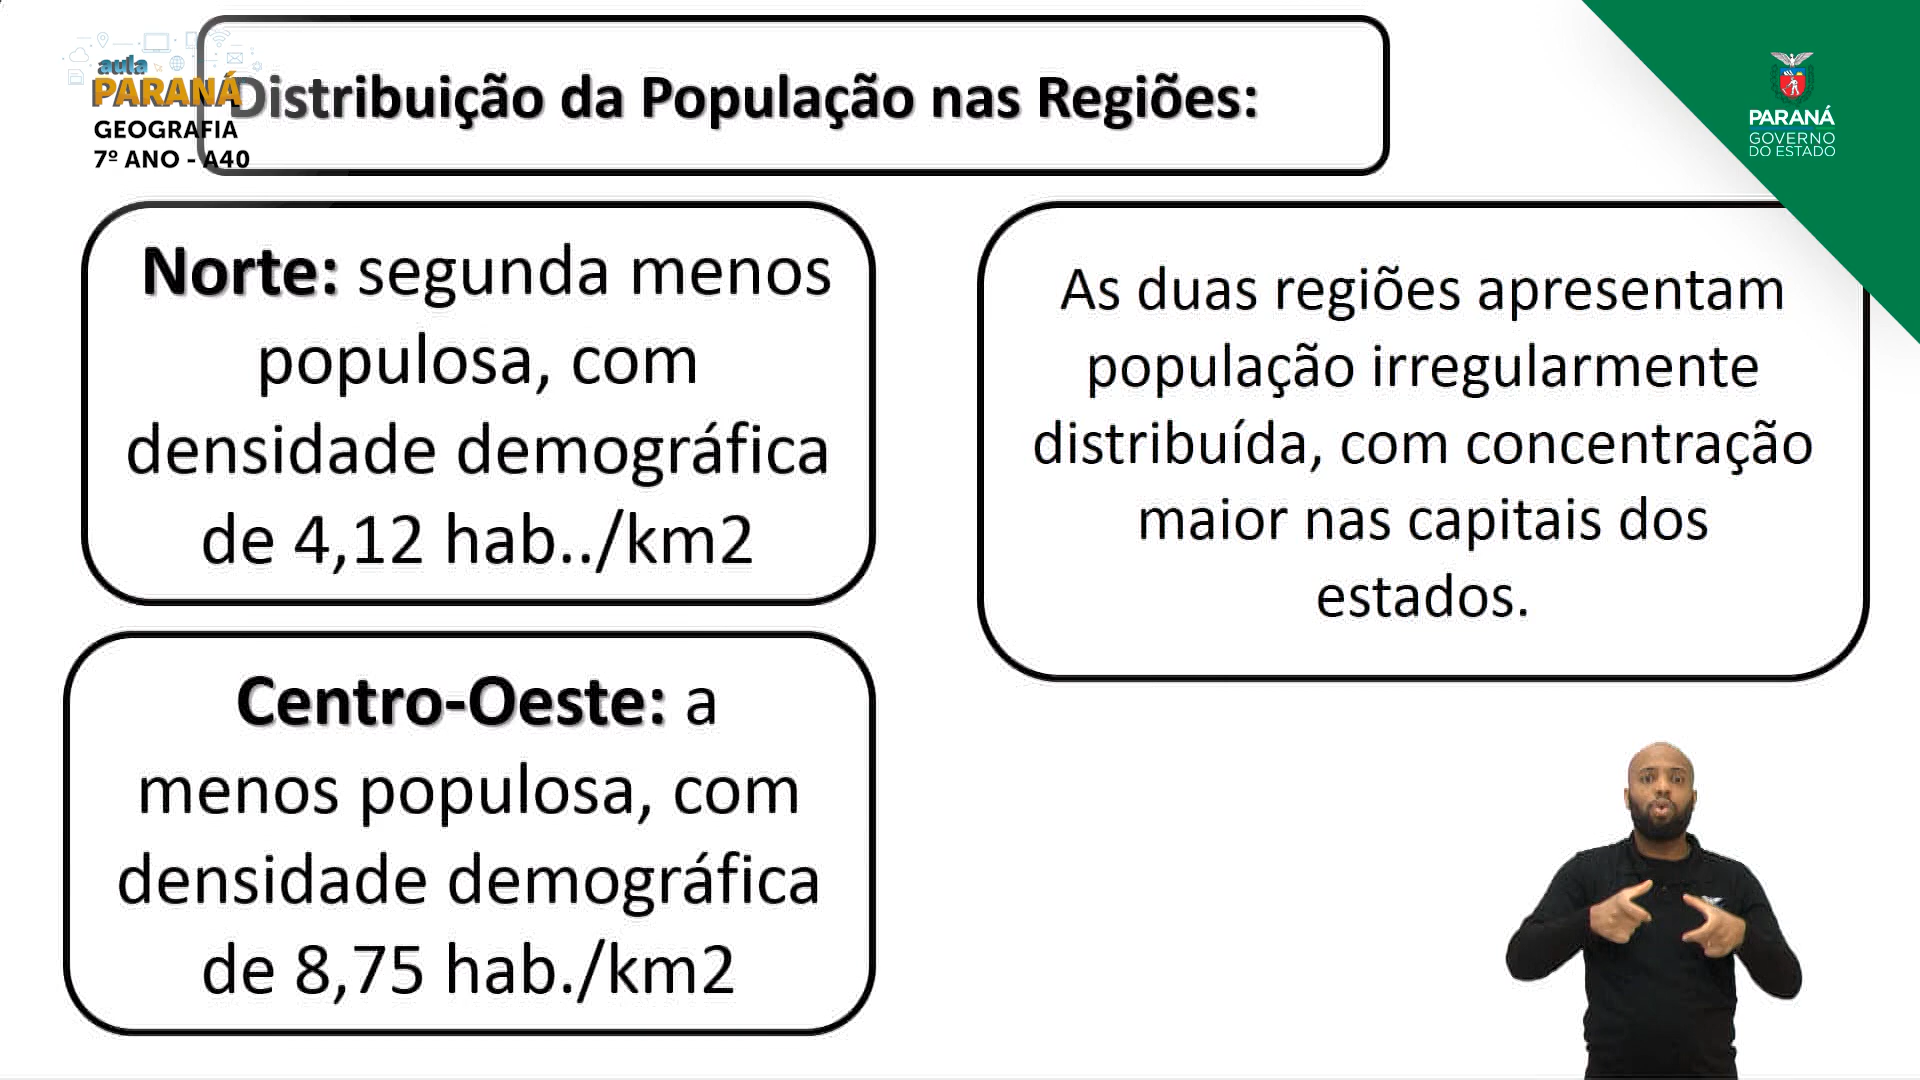 aula
PARANÁ
GEOGRAFIA
7º ANO - A40
Distribuição da População nas Regiões:
PARANÁ
GOVERNO
DO ESTADO
Norte: segunda menos
populosa, com
densidade demográfica
de 4,12 hab../km2
As duas regiões apresentam
população irregularmente
distribuída, com concentração
maior nas capitais dos
estados.
Centro-Oeste: a
menos populosa, com
densidade demográfica
de 8,75 hab./km2